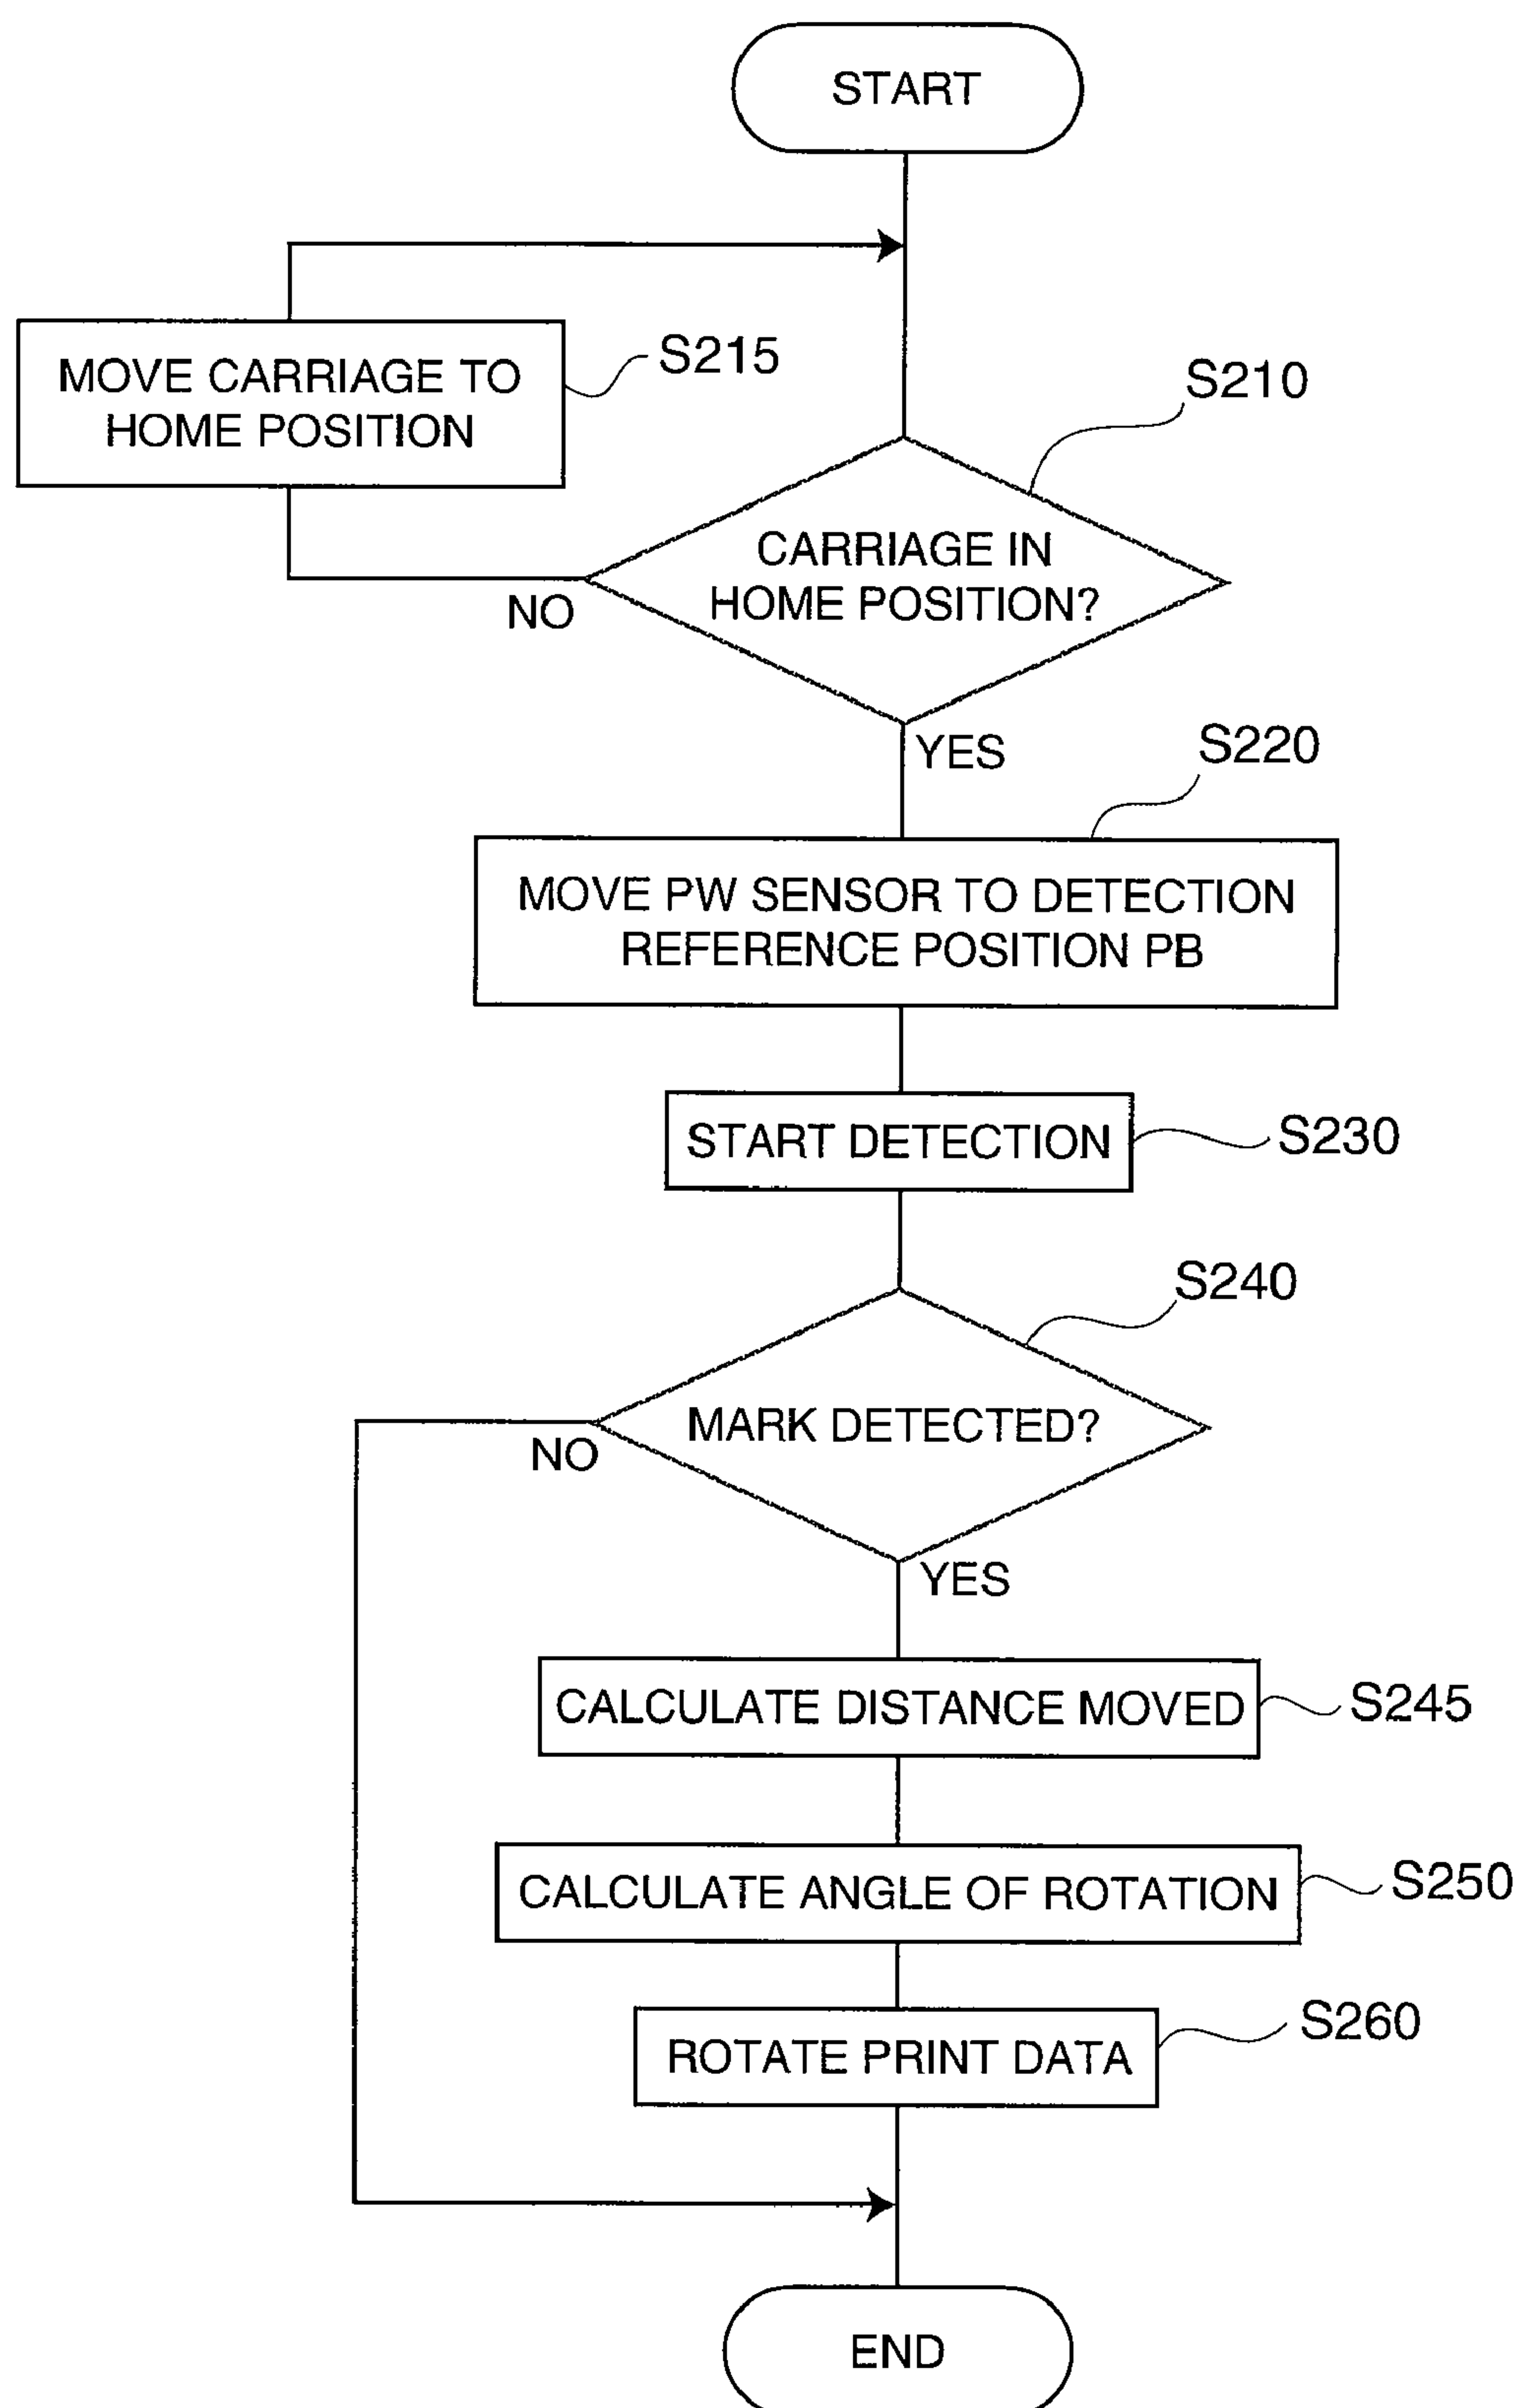 START
MOVE CARRIAGE TO
HOME POSITION
S215
S210
CARRIAGE IN
HOME POSITION?
NO
YES
S220
MOVE PW SENSOR TO DETECTION
REFERENCE POSITION PB
START DETECTION
S230
S240
MARK DETECTED?
NO
YES
CALCULATE DISTANCE MOVED
S245
CALCULATE ANGLE OF ROTATION
S250
S260
ROTATE PRINT DATA
END